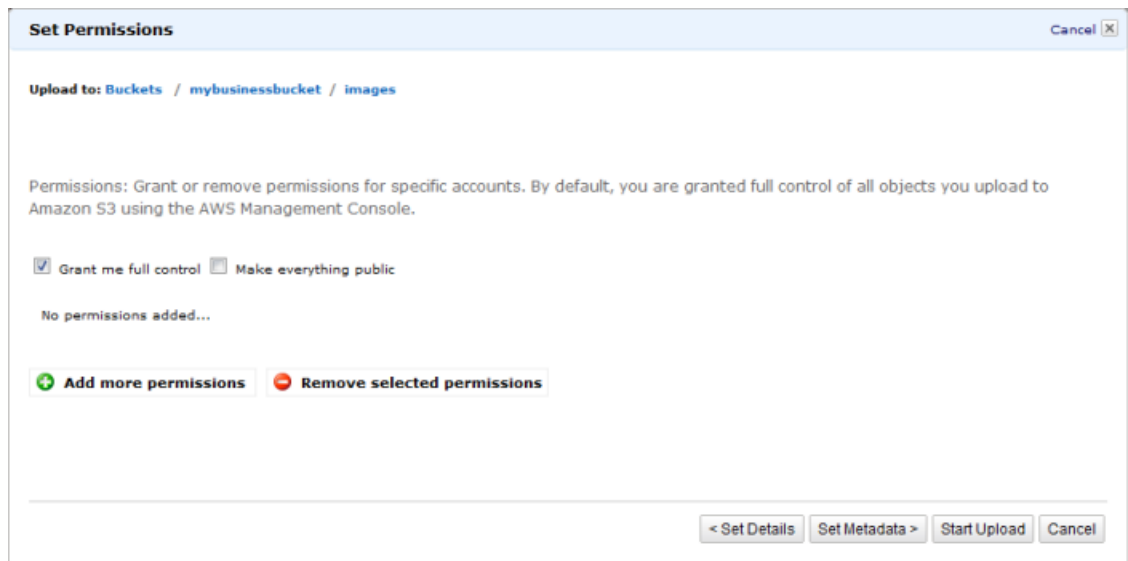 Set Permissions
Cancel
Upload to: Buckets / mybusinessbucket / images
Permissions: Grant or remove permissions for specific accounts. By default, you are granted full control of all objects you upload to
Amazon S3 using the AWS Management Console.
Grant me full control Make everything public
No permissions added...
Add more permissions Remove selected permissions
< Set Details Set Metadata > Start Upload Cancel